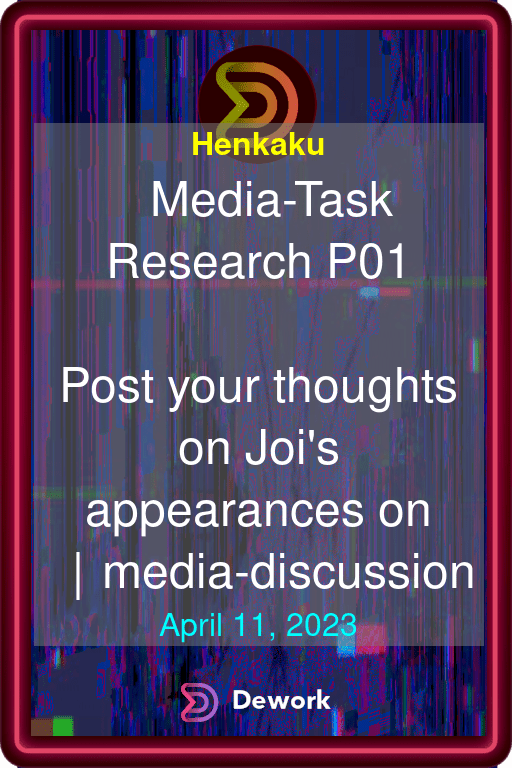 Henkaku
Media-Task
Research P01
Post your thoughts
on Joi's
appearances on
| media-discussion
April 11, 2023
Dework